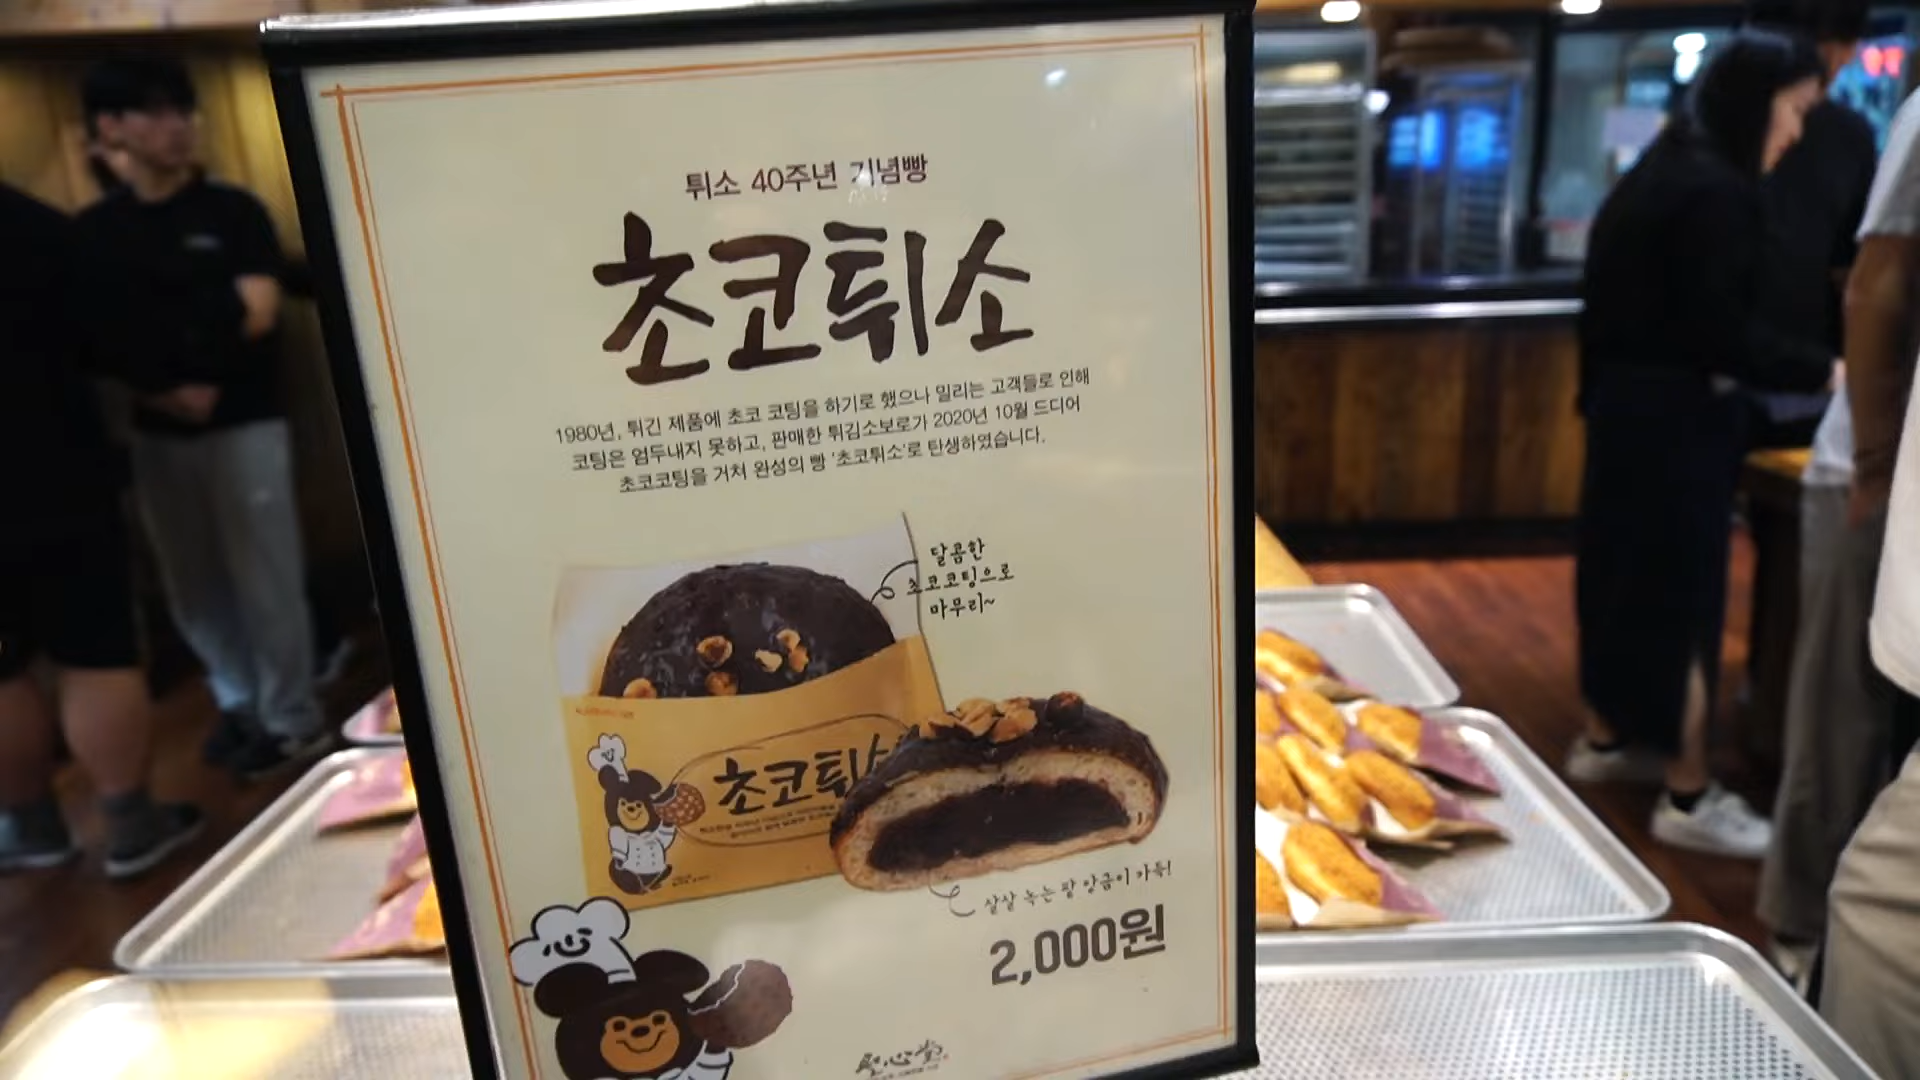 튀소 40주년 기념빵
초코튀소
1980년, 튀긴 제품에 초코 코팅을 하기로 했으나 밀리는 고객들로 인해
코팅은 엄두내지 못하고, 판매한 튀김소보로가 2020년 10월 드디어
초코코팅을 거쳐 완성의 빵 '초코튀소'로 탄생하였습니다.
달콤한
초코코팅으로
마무리~
초코튀소
살살 녹는 팥 앙금이 가득!
2,000원
聖心堂